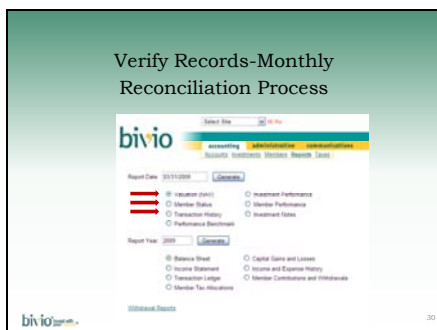 Verify Records-Monthly
Reconciliation Process
Select Site
bivio
accounting administration communications
Accounts Investments Members Reports Taxes
Report Date: 03/31/2009 Generate
Valuation (NAV) Investment Performance
Member Status Member Performance
Transaction History Investment Notes
Performance Benchmark
Report Year: 2009 Generate
Balance Sheet Capital Gains and Losses
Income Statement Income and Expense History
Transaction Ledger Member Contributions and Withdrawals
Member Tax Allocations
Withdrawal Reports
bivio
30